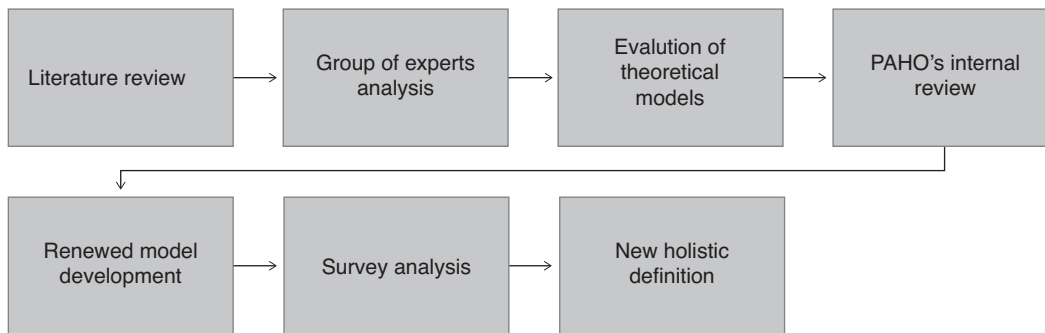 Literature review
Group of experts
analysis
Evalution of
theoretical
models
PAHO's internal
review
Renewed model
development
Survey analysis
New holistic
definition